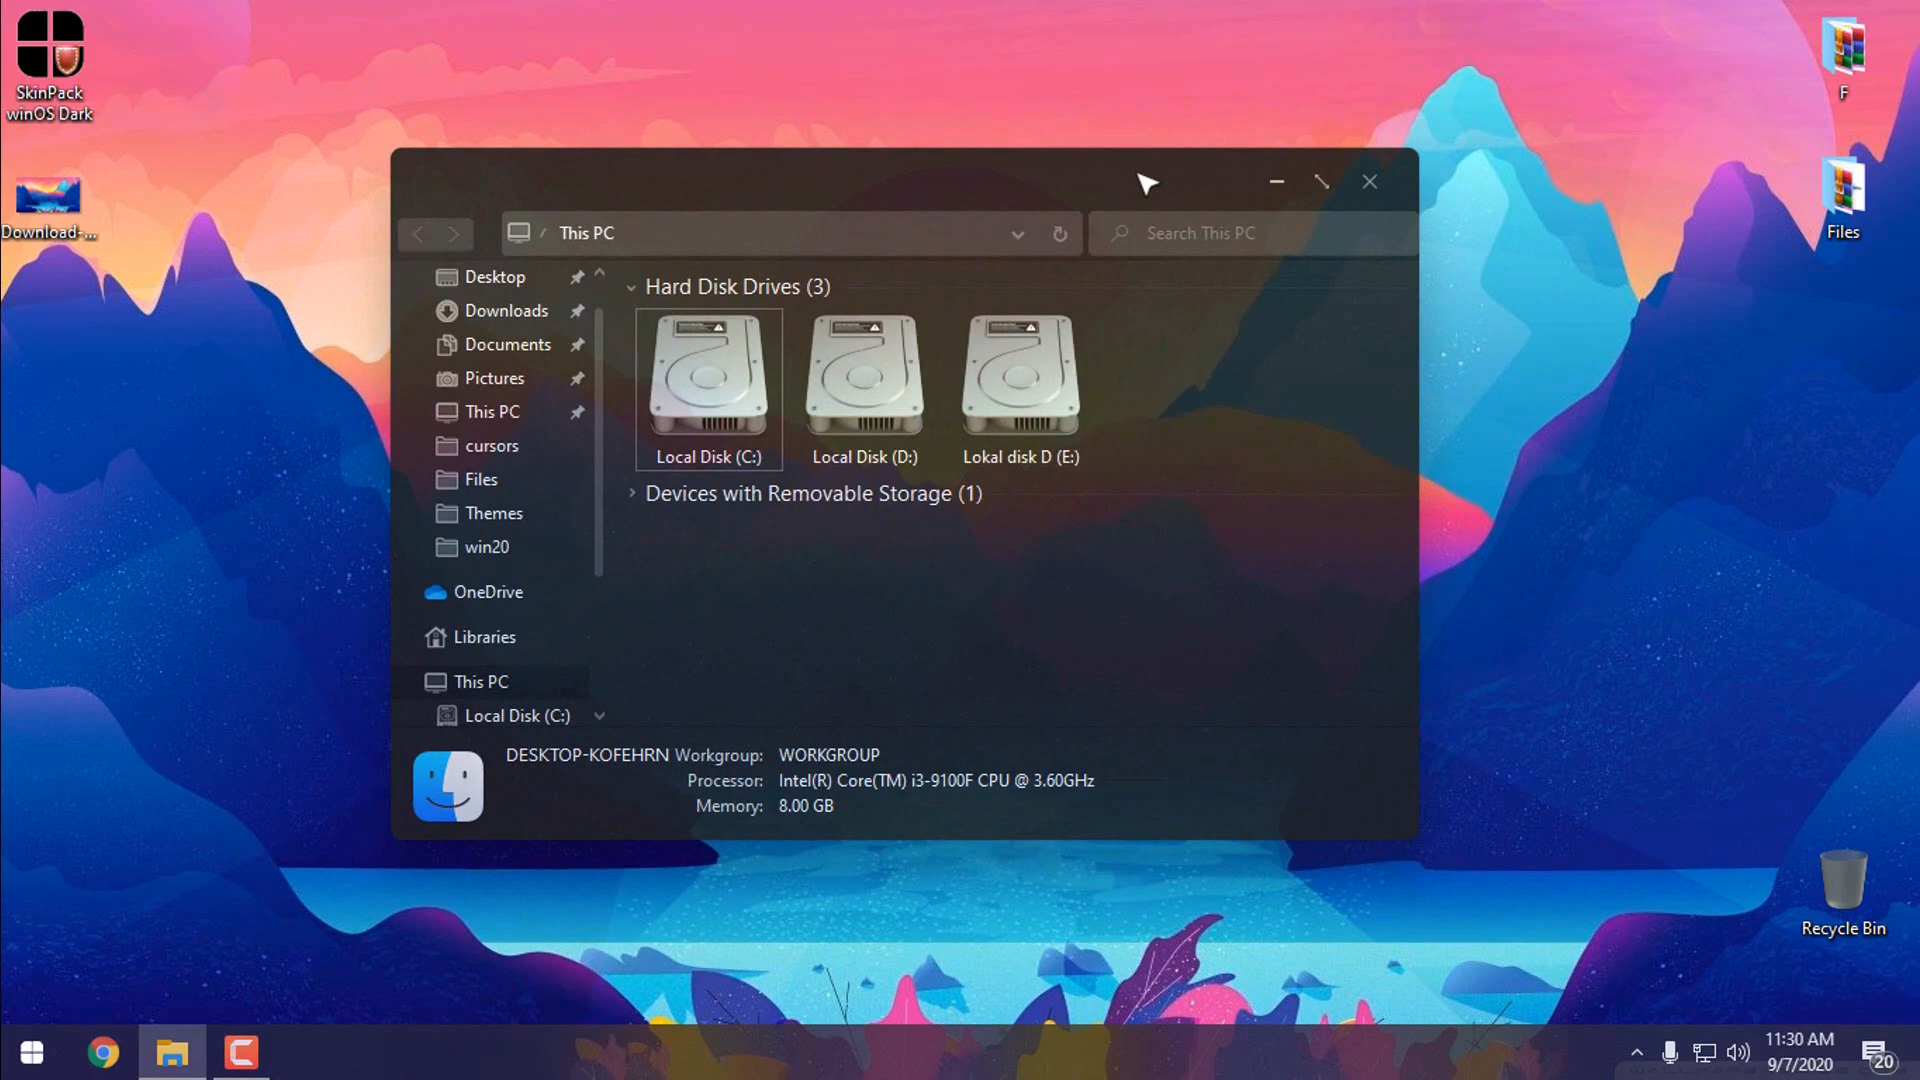 SkinPack
winOS Dark
Download-...
F
Files
/ This PC
Search This PC
Desktop
Downloads
Documents
Pictures
This PC
cursors
Files
Themes
win20
OneDrive
Libraries
This PC
Local Disk (C:)
Hard Disk Drives (3)
Local Disk (C:)
Local Disk (D:)
Lokal disk D (E:)
Devices with Removable Storage (1)
DESKTOP-KOFEHRN Workgroup: WORKGROUP
Processor: Intel(R) Core(TM) i3-9100F CPU @ 3.60GHz
Memory: 8.00 GB
Recycle Bin
11:30 AM
9/7/2020
20